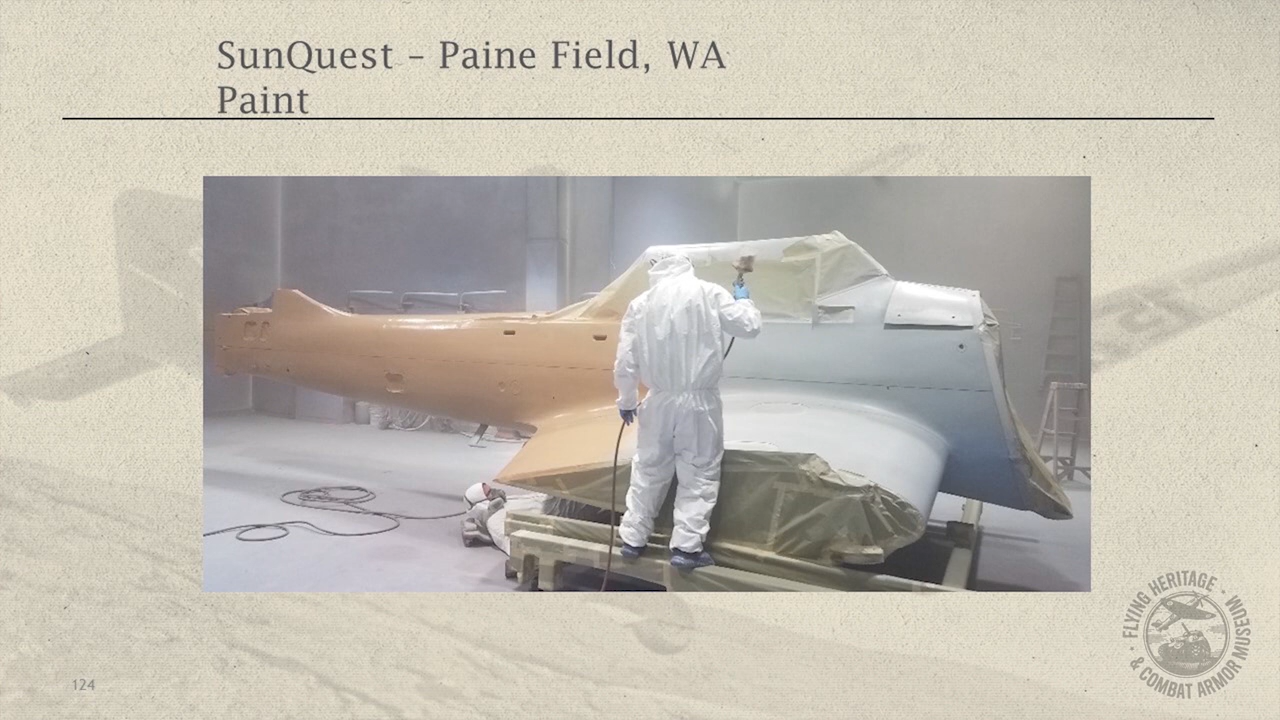 SunQuest – Paine Field, WA
Paint
FLYING HERITAGE · MUSEUM
& COMBAT ARMOR
124